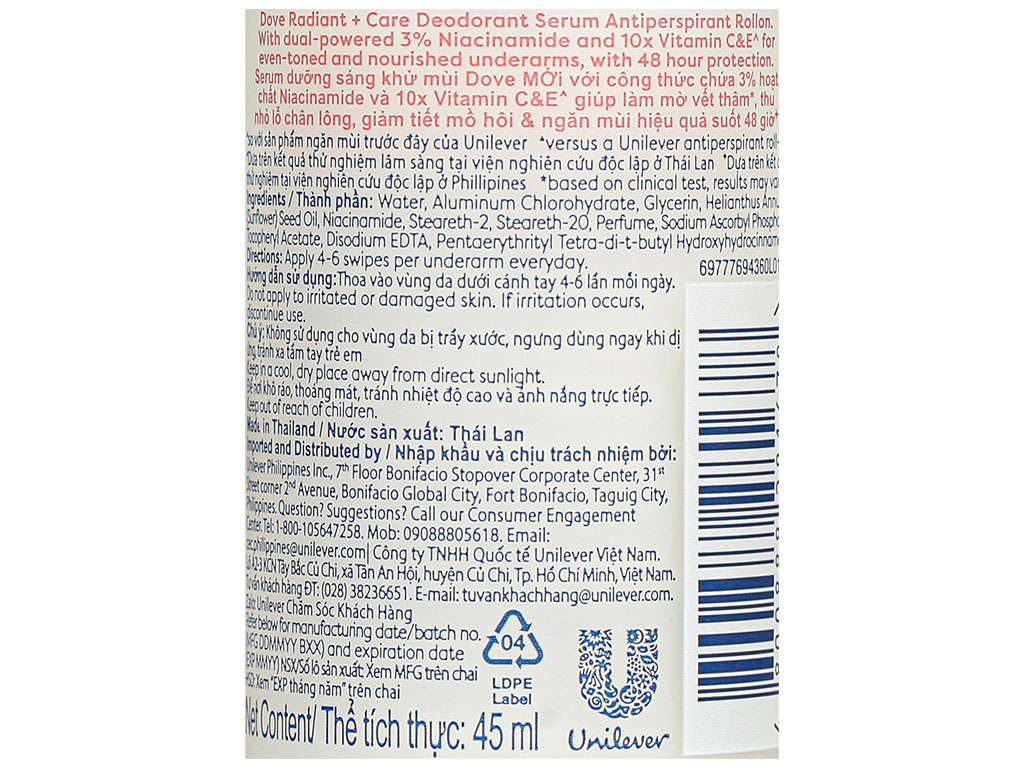 Dove Radiant + Care Deodorant Serum Antiperspirant Rollon.
With dual-powered 3% Niacinamide and 10x Vitamin C&E^ for
even-toned and nourished underarms, with 48 hour protection.
Serum dưỡng sáng khử mùi Dove MỚI với công thức chứa 3% hoạt
chất Niacinamide và 10x Vitamin C&E^ giúp làm mờ vết thâm*, thu
nhỏ lỗ chân lông, giảm tiết mồ hôi & ngăn mùi hiệu quả suốt 48 giờ*
^so với sản phẩm ngăn mùi trước đây của Unilever ^versus a Unilever antiperspirant roll-
*Dựa trên kết quả thử nghiệm lâm sàng tại viện nghiên cứu độc lập ở Thái Lan *Dựa trên kết
thử nghiệm tại viện nghiên cứu độc lập ở Phillipines *based on clinical test, results may
Ingredients / Thành phần: Water, Aluminum Chlorohydrate, Glycerin, Helianthus
(Sunflower) Seed Oil, Niacinamide, Steareth-2, Steareth-20, Perfume, Sodium Ascorbyl
Tocopheryl Acetate, Disodium EDTA, Pentaerythrityl Tetra-di-t-butyl
Directions: Apply 4-6 swipes per underarm everyday.
69777694360L01
Hướng dẫn sử dụng: Thoa vào vùng da dưới cánh tay 4-6 lần mỗi ngày.
Do not apply to irritated or damaged skin. If irritation occurs,
discontinue use.
Chú ý: Không sử dụng cho vùng da bị trầy xước, ngưng dùng ngay khi dị
ứng, tránh xa tầm tay trẻ em
Keep in a cool, dry place away from direct sunlight.
Để nơi khô ráo, thoáng mát, tránh nhiệt độ cao và ánh nắng trực tiếp.
Keep out of reach of children.
Made in Thailand / Nước sản xuất: Thái Lan
Imported and Distributed by / Nhập khẩu và chịu trách nhiệm bởi:
Unilever Philippines Inc., 7th Floor Bonifacio Stopover Corporate Center, 31st
Street corner 2nd Avenue, Bonifacio Global City, Fort Bonifacio, Taguig City,
Philippines. Question? Suggestions? Call our Consumer Engagement
Center. Tel: 1-800-105647258. Mob: 09088805618. Email:
cec.philippines@unilever.com| Công ty TNHH Quốc tế Unilever Việt Nam.
Lô A2-3 KCN Tây Bắc Củ Chi, xã Tân An Hội, huyện Củ Chi, Tp. Hồ Chí Minh, Việt Nam.
Tư vấn khách hàng ĐT: (028) 38236651. E-mail: tuvankhachhang@unilever.com.
Zalo: Unilever Chăm Sóc Khách Hàng
Refer below for manufacturing date/batch no.
(MFG DDMMYY BXX) and expiration date
(EXP MMYY) NSX/Số lô sản xuất: Xem MFG trên chai
HSD: Xem "EXP tháng năm" trên chai
04
LDPE
Label
Net Content/ Thể tích thực: 45 ml
Unilever